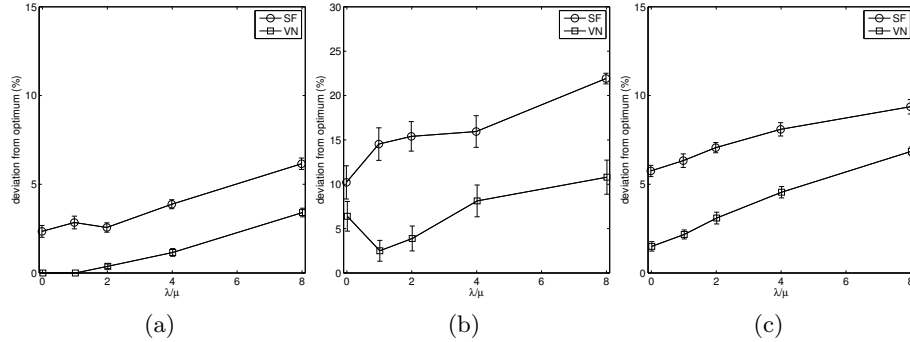 15
10
5
0
deviation from optimum (%)
0 2 4 6 8
λ/μ
SF
VN
(a)
30
25
20
15
10
5
0
deviation from optimum (%)
0 2 4 6 8
λ/μ
SF
VN
(b)
15
10
5
0
deviation from optimum (%)
0 2 4 6 8
λ/μ
SF
VN
(c)